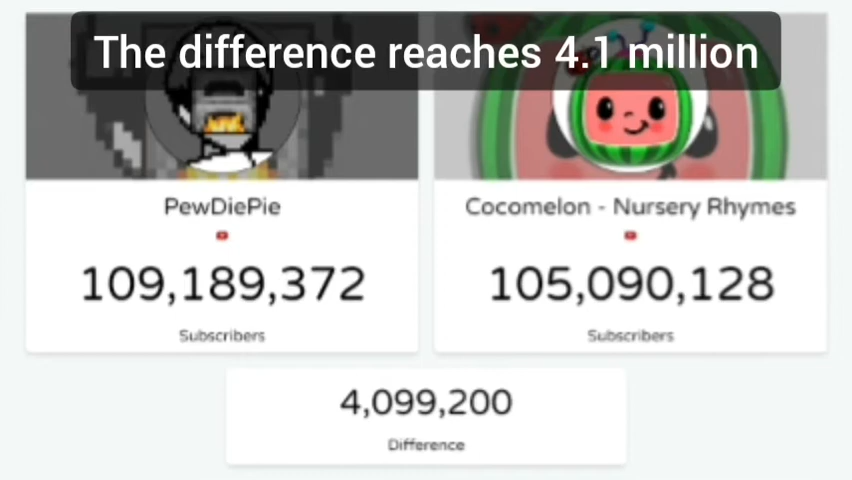 The difference reaches 4.1 million
PewDiePie
Cocomelon - Nursery Rhymes
109,189,372
105,090,128
Subscribers
Subscribers
4,099,200
Difference